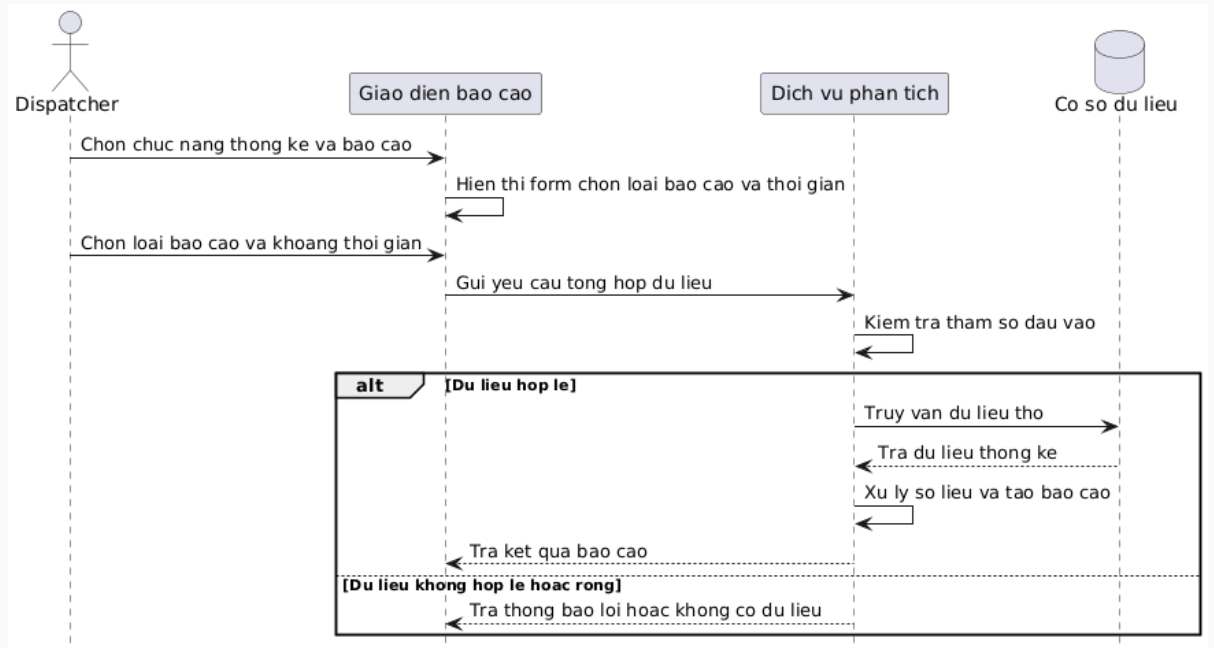 Dispatcher
Giao dien bao cao
Dich vu phan tich
Co so du lieu
Chon chuc nang thong ke va bao cao
Hien thi form chon loai bao cao va thoi gian
Chon loai bao cao va khoang thoi gian
Gui yeu cau tong hop du lieu
Kiem tra tham so dau vao
alt [Du lieu hop le]
Truy van du lieu tho
Tra du lieu thong ke
Xu ly so lieu va tao bao cao
Tra ket qua bao cao
[Du lieu khong hop le hoac rong]
Tra thong bao loi hoac khong co du lieu